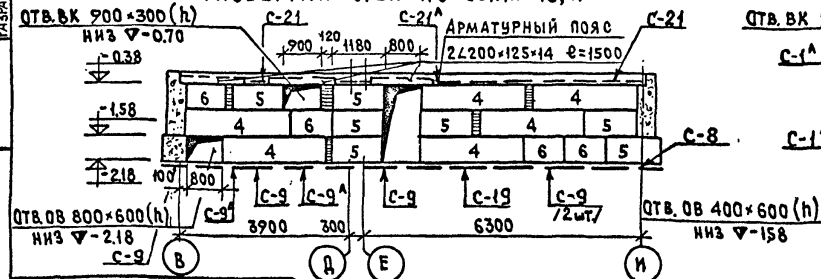 ОТВ. ВК 900×300(h)
НИЗ ▽-0.70
С-21
С-21А
АРМАТУРНЫЙ ПОЯС
2∠200×125×14 ℓ=1500
С-21
ОТВ. ВК
С-1А
900 120 1180 800
-0.38
-1.58
-2.18
6 5 5 4 4
4 6 5 5 4 5
4 5 4 6 6 5
С-8
С-1
100
800
С-9А
С-9
С-9А
С-9
С-19
С-9
/2шт./
ОТВ. ОВ 800×600(h)
НИЗ ▽-2.18
С-9
3900 300 6300
ОТВ. ОВ 400×600(h)
НИЗ ▽-158
В Д Е И